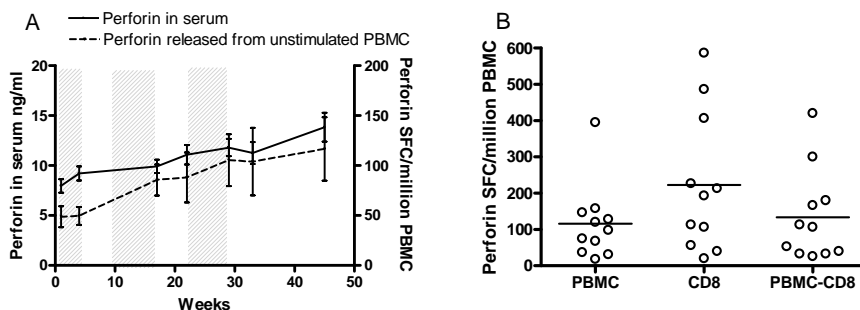 A
Perforin in serum
Perforin released from unstimulated PBMC
Perforin in serum ng/ml
20
15
10
5
0
200
150
100
50
0
Perforin SFC/million PBMC
0
10
20
30
40
50
Weeks
B
Perforin SFC/million PBMC
600
500
400
300
200
100
0
PBMC
CD8
PBMC-CD8